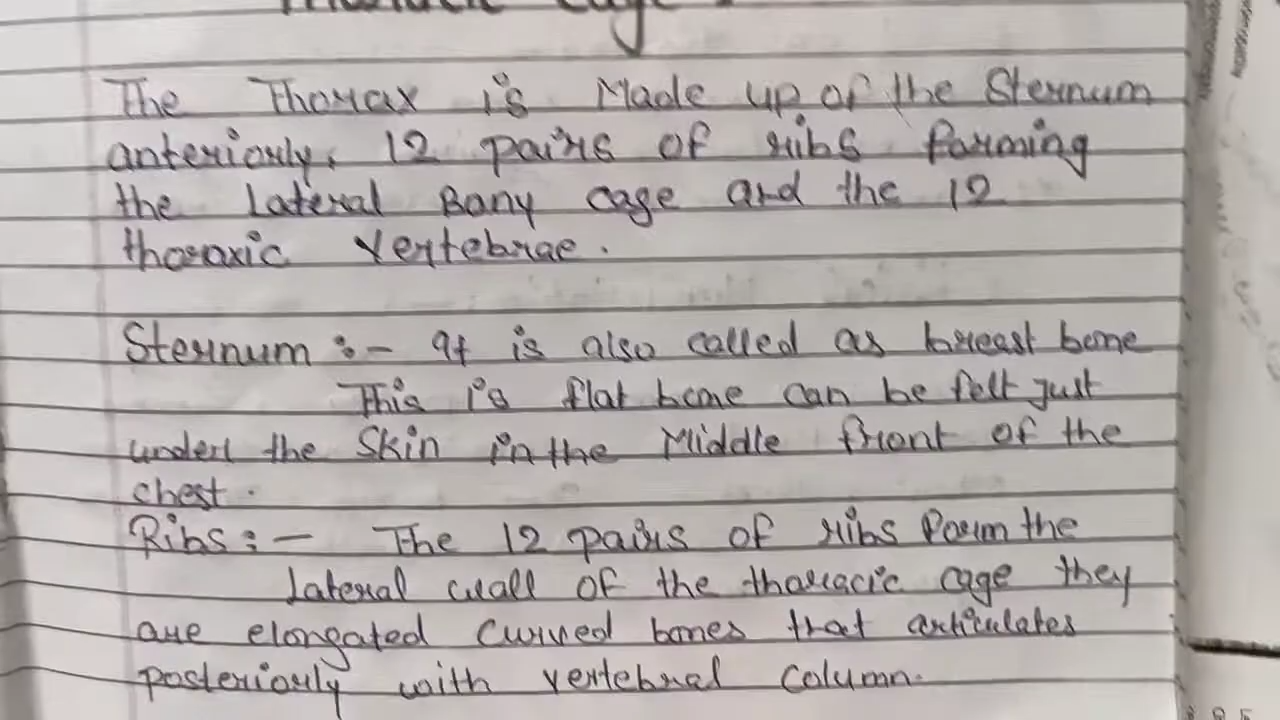 Thoracic cage :
The Thorax is Made up of the Sternum
anteriorly, 12 pairs of ribs forming
the lateral Bony cage and the 12
thoraxic vertebrae.
Sternum :- It is also called as breast bone
This is flat bone can be felt just
under the Skin in the Middle front of the
chest.
Ribs :- The 12 pairs of ribs Form the
lateral wall of the thoracic cage they
are elongated curved bones that articulates
posteriorly with vertebral column.